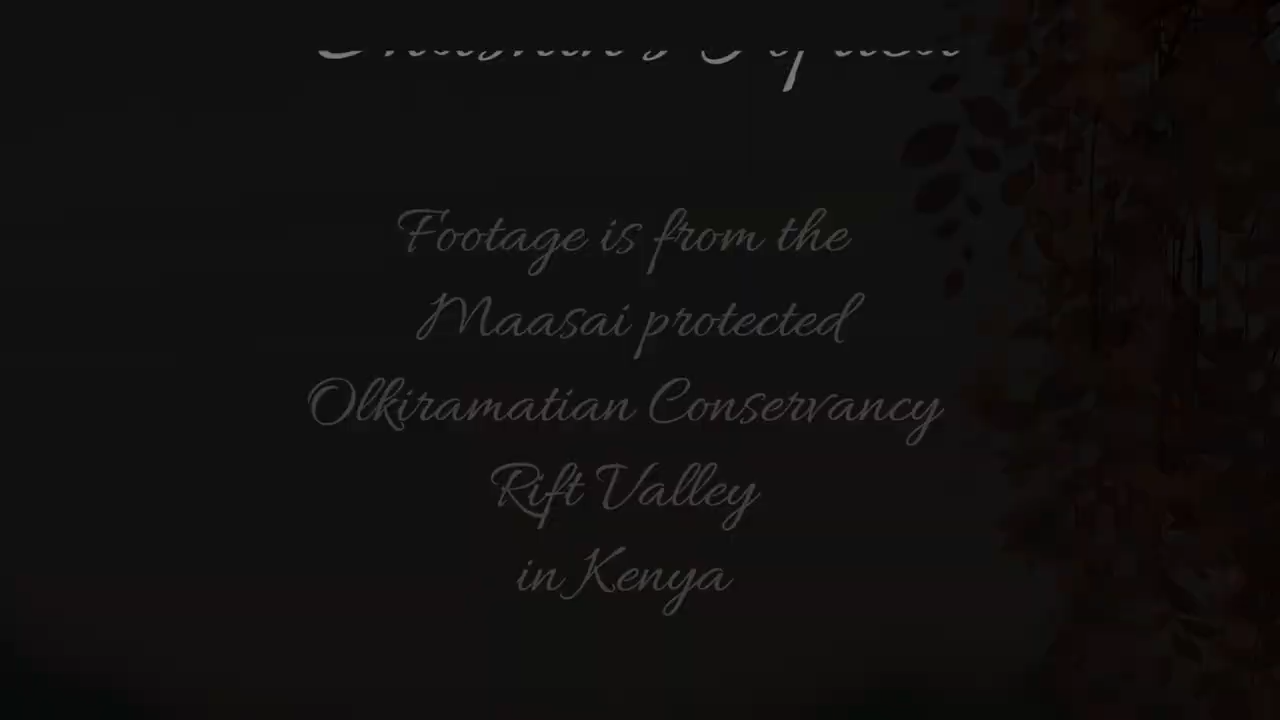 Footage is from the
Maasai protected
Olkiramatian Conservancy
Rift Valley
in Kenya